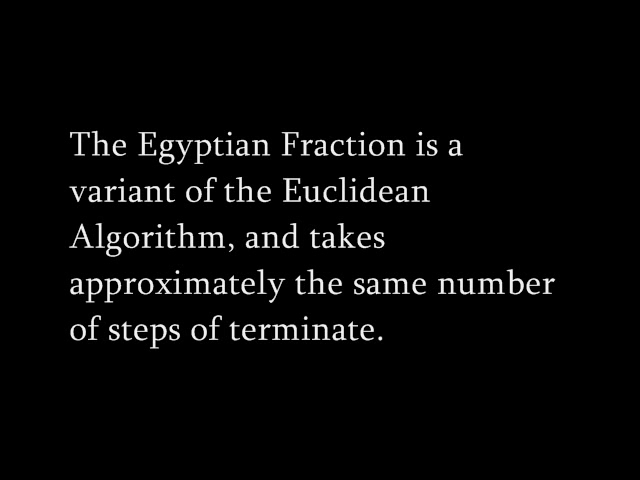 The Egyptian Fraction is a
variant of the Euclidean
Algorithm, and takes
approximately the same number
of steps of terminate.